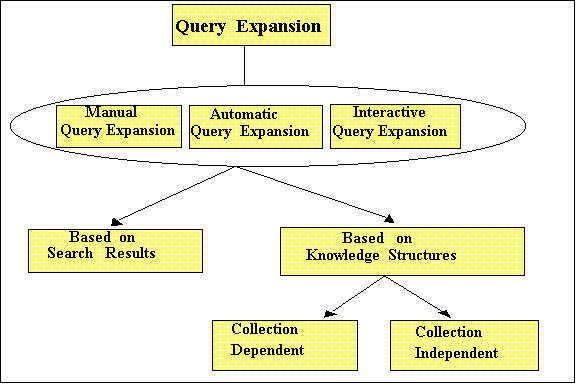 Query Expansion
Manual
Query Expansion
Automatic
Query Expansion
Interactive
Query Expansion
Based on
Search Results
Based on
Knowledge Structures
Collection
Dependent
Collection
Independent